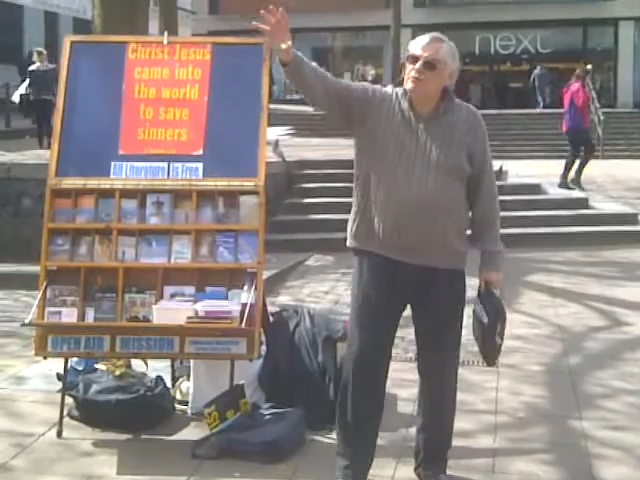 next
Christ Jesus
came into
the world
to save
sinners
All Literature is Free
OPEN AIR MISSION